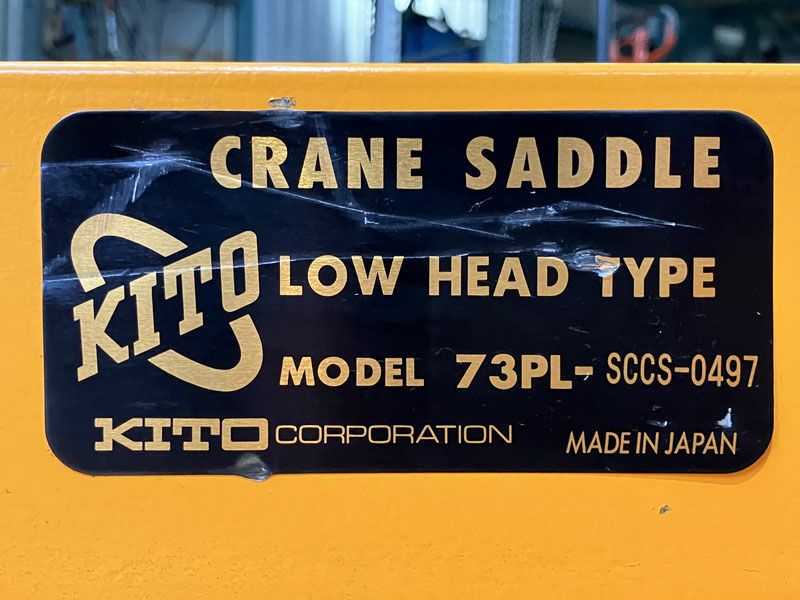 CRANE SADDLE
KITO
LOW HEAD TYPE
MODEL 73PL-SCCS-0497
KITO CORPORATION
MADE IN JAPAN